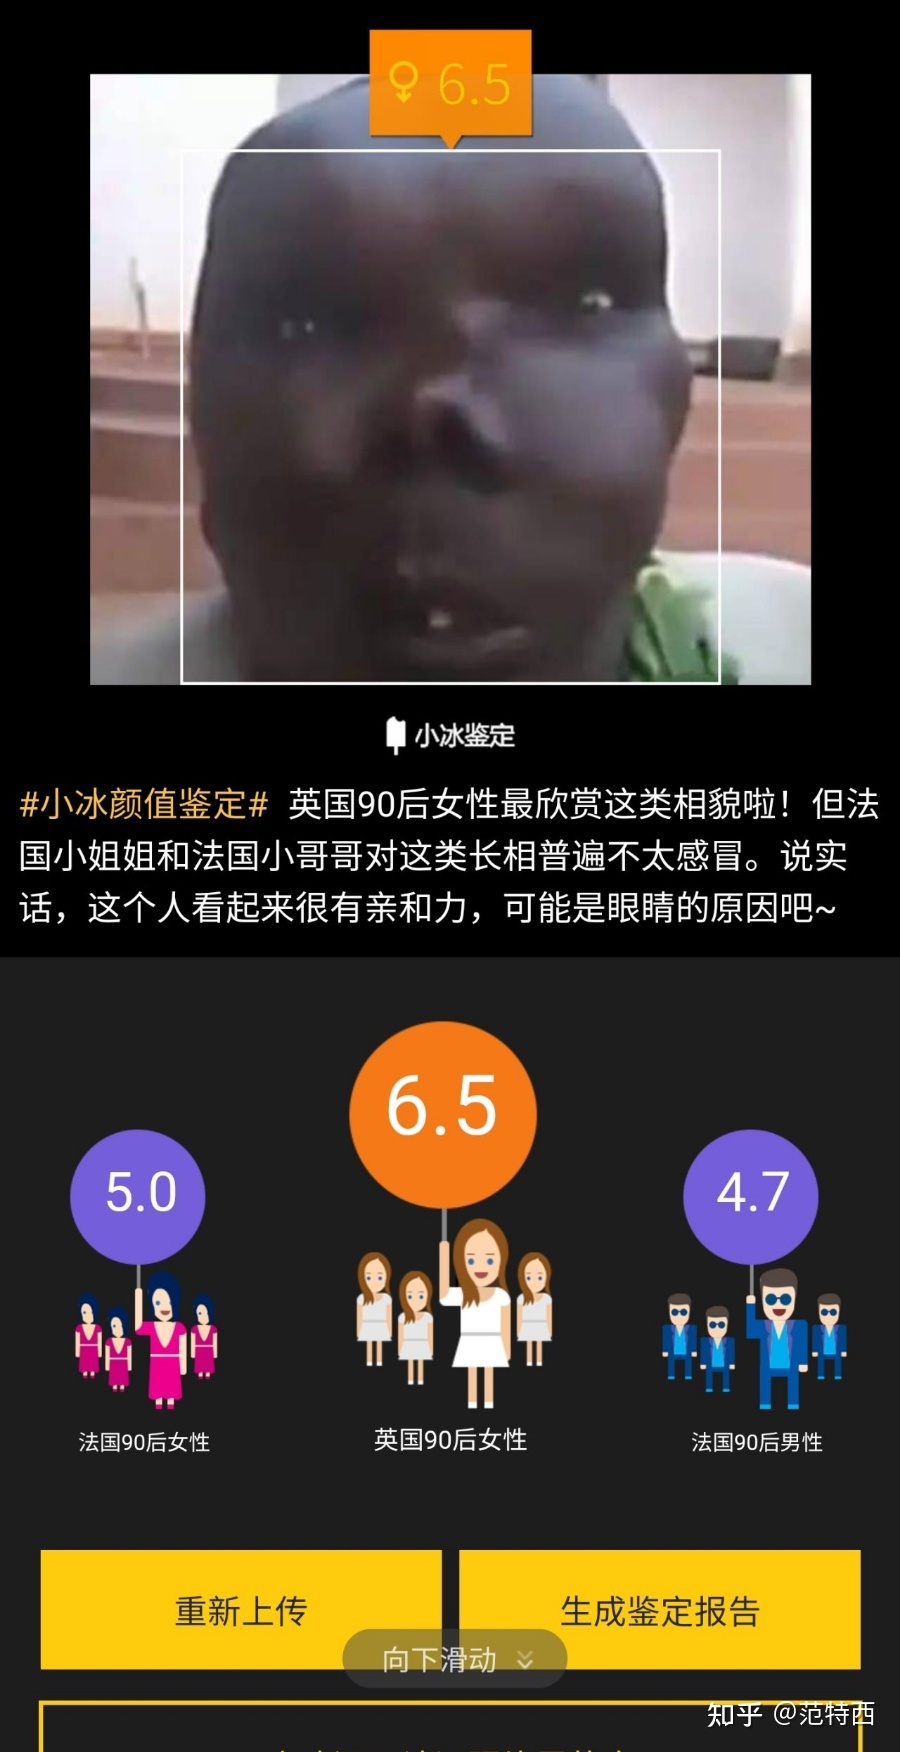 ♀ 6.5
小冰鉴定
#小冰颜值鉴定# 英国90后女性最欣赏这类相貌啦！但法
国小姐姐和法国小哥哥对这类长相普遍不太感冒。说实
话，这个人看起来很有亲和力，可能是眼睛的原因吧~
6.5
5.0
4.7
法国90后女性
英国90后女性
法国90后男性
重新上传
生成鉴定报告
向下滑动
知乎 @范特西